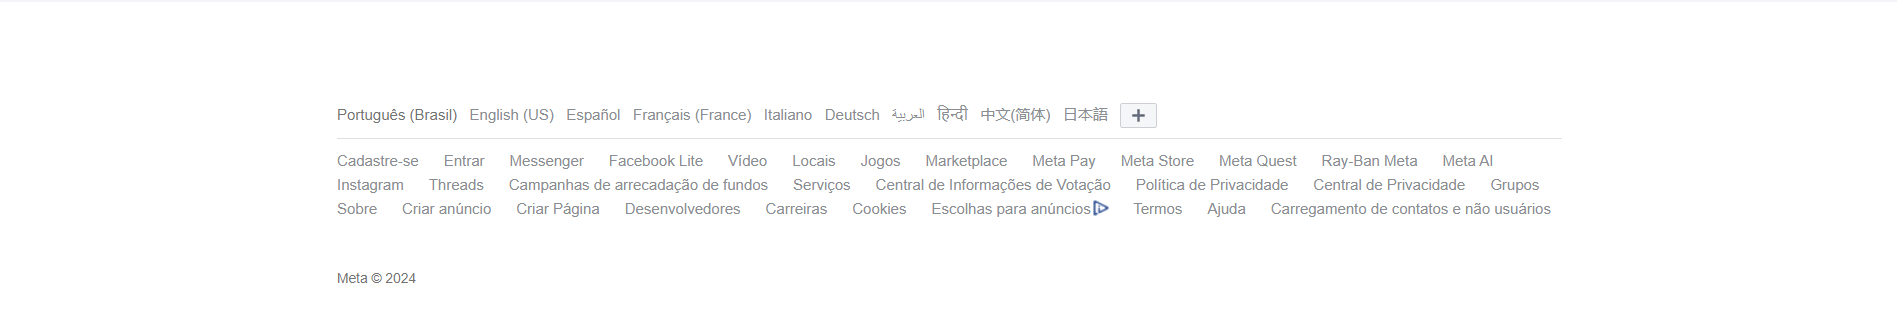 Português (Brasil) English (US) Español Français (France) Italiano Deutsch العربية हिन्दी 中文(简体) 日本語 +
Cadastre-se Entrar Messenger Facebook Lite Vídeo Locais Jogos Marketplace Meta Pay Meta Store Meta Quest Ray-Ban Meta Meta AI
Instagram Threads Campanhas de arrecadação de fundos Serviços Central de Informações de Votação Política de Privacidade Central de Privacidade Grupos
Sobre Criar anúncio Criar Página Desenvolvedores Carreiras Cookies Escolhas para anúncios Termos Ajuda Carregamento de contatos e não usuários
Meta © 2024